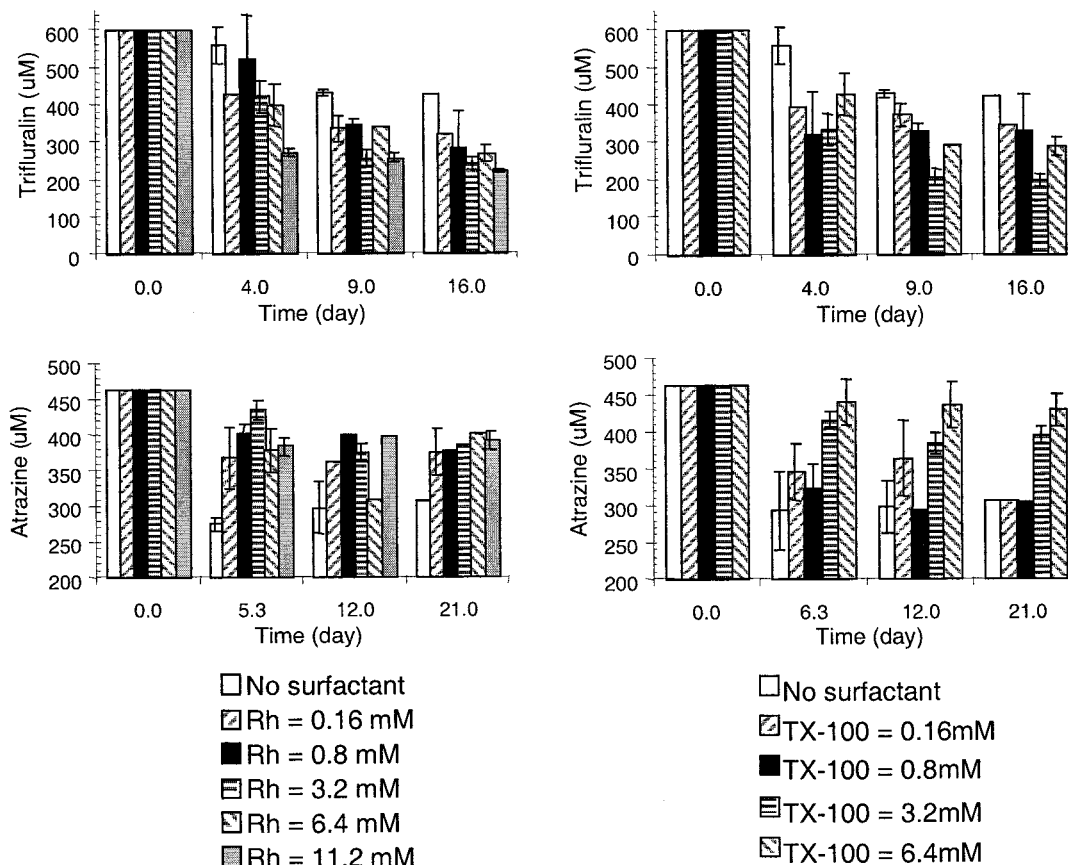 600
500
400
300
200
100
0
Trifluralin (uM)
0.0 4.0 9.0 16.0
Time (day)
600
500
400
300
200
100
0
Trifluralin (uM)
0.0 4.0 9.0 16.0
Time (day)
500
450
400
350
300
250
200
Atrazine (uM)
0.0 5.3 12.0 21.0
Time (day)
500
450
400
350
300
250
200
Atrazine (uM)
0.0 6.3 12.0 21.0
Time (day)
No surfactant
Rh = 0.16 mM
Rh = 0.8 mM
Rh = 3.2 mM
Rh = 6.4 mM
Rh = 11.2 mM
No surfactant
TX-100 = 0.16mM
TX-100 = 0.8mM
TX-100 = 3.2mM
TX-100 = 6.4mM